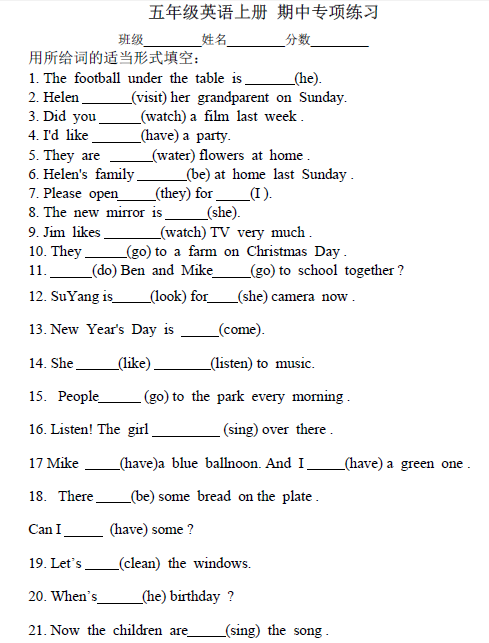 五年级英语上册 期中专项练习
班级________姓名________分数________
用所给词的适当形式填空：
1. The football under the table is _______(he).
2. Helen _______(visit) her grandparent on Sunday.
3. Did you ______(watch) a film last week .
4. I'd like _______(have) a party.
5. They are ______(water) flowers at home .
6. Helen's family _______(be) at home last Sunday .
7. Please open_____(they) for ____(I ).
8. The new mirror is ______(she).
9. Jim likes ________(watch) TV very much .
10. They ______(go) to a farm on Christmas Day .
11. ______(do) Ben and Mike_____(go) to school together ?
12. SuYang is_____(look) for____(she) camera now .
13. New Year's Day is _____(come).
14. She ______(like) ________(listen) to music.
15. People______ (go) to the park every morning .
16. Listen! The girl _________ (sing) over there .
17 Mike _____(have)a blue ballnoon. And I_____(have) a green one .
18. There _____(be) some bread on the plate .
Can I_____ (have) some ?
19. Let’s _____(clean) the windows.
20. When’s______(he) birthday ?
21. Now the children are_____(sing) the song .